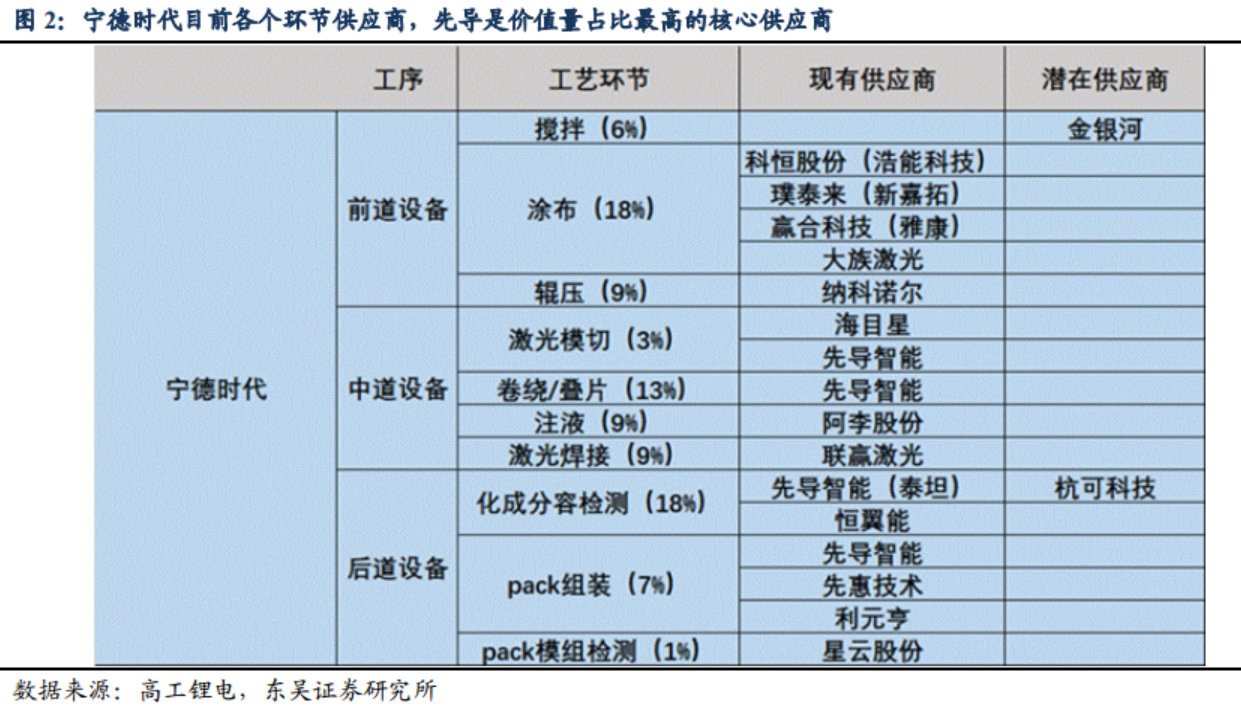 图 2：宁德时代目前各个环节供应商，先导是价值量占比最高的核心供应商
工序 工艺环节 现有供应商 潜在供应商
宁德时代
前道设备
搅拌（6%） 金银河
涂布（18%）
科恒股份（浩能科技）
璞泰来（新嘉拓）
赢合科技（雅康）
大族激光
辊压（9%） 纳科诺尔
中道设备
激光模切（3%）
海目星
先导智能
卷绕/叠片（13%） 先导智能
注液（9%） 阿李股份
激光焊接（9%） 联赢激光
后道设备
化成分容检测（18%）
先导智能（泰坦） 杭可科技
恒翼能
pack组装（7%）
先导智能
先惠技术
利元亨
pack模组检测（1%） 星云股份
数据来源：高工锂电，东吴证券研究所